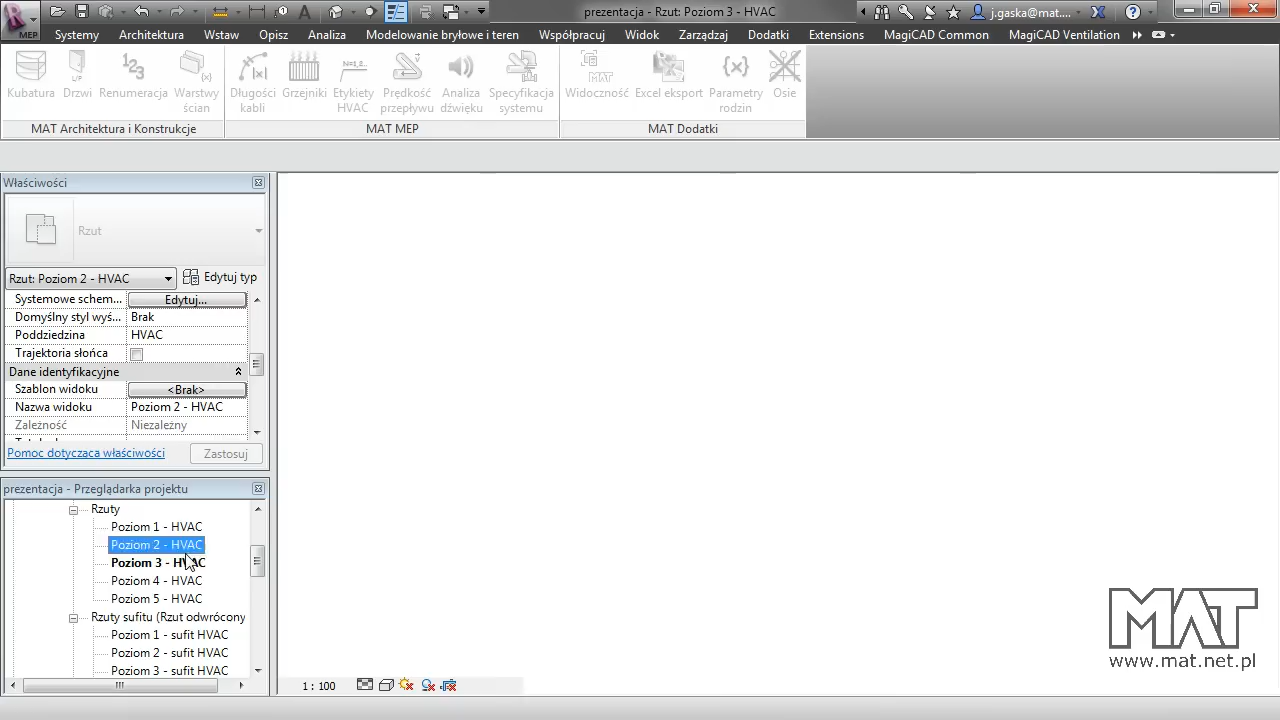 prezentacja - Rzut: Poziom 3 - HVAC
j.gaska@mat....
MEP
Systemy
Architektura
Wstaw
Opisz
Analiza
Modelowanie bryłowe i teren
Współpracuj
Widok
Zarządzaj
Dodatki
Extensions
MagiCAD Common
MagiCAD Ventilation
Kubatura
Drzwi
Renumeracja
Warstwy
ścian
Długości
kabli
Grzejniki
Etykiety
HVAC
Prędkość
przepływu
Analiza
dźwięku
Specyfikacja
systemu
MAT
Widoczność
Excel eksport
Parametry
rodzin
Osie
MAT Architektura i Konstrukcje
MAT MEP
MAT Dodatki
Właściwości
Rzut
Rzut: Poziom 2 - HVAC
Edytuj typ
Systemowe schem... Edytuj...
Domyślny styl wyś... Brak
Poddziedzina HVAC
Trajektoria słońca
Dane identyfikacyjne
Szablon widoku <Brak>
Nazwa widoku Poziom 2 - HVAC
Zależność Niezależny
Pomoc dotycząca właściwości
Zastosuj
prezentacja - Przeglądarka projektu
Rzuty
Poziom 1 - HVAC
Poziom 2 - HVAC
Poziom 3 - HVAC
Poziom 4 - HVAC
Poziom 5 - HVAC
Rzuty sufitu (Rzut odwrócony
Poziom 1 - sufit HVAC
Poziom 2 - sufit HVAC
Poziom 3 - sufit HVAC
1 : 100
MAT
www.mat.net.pl